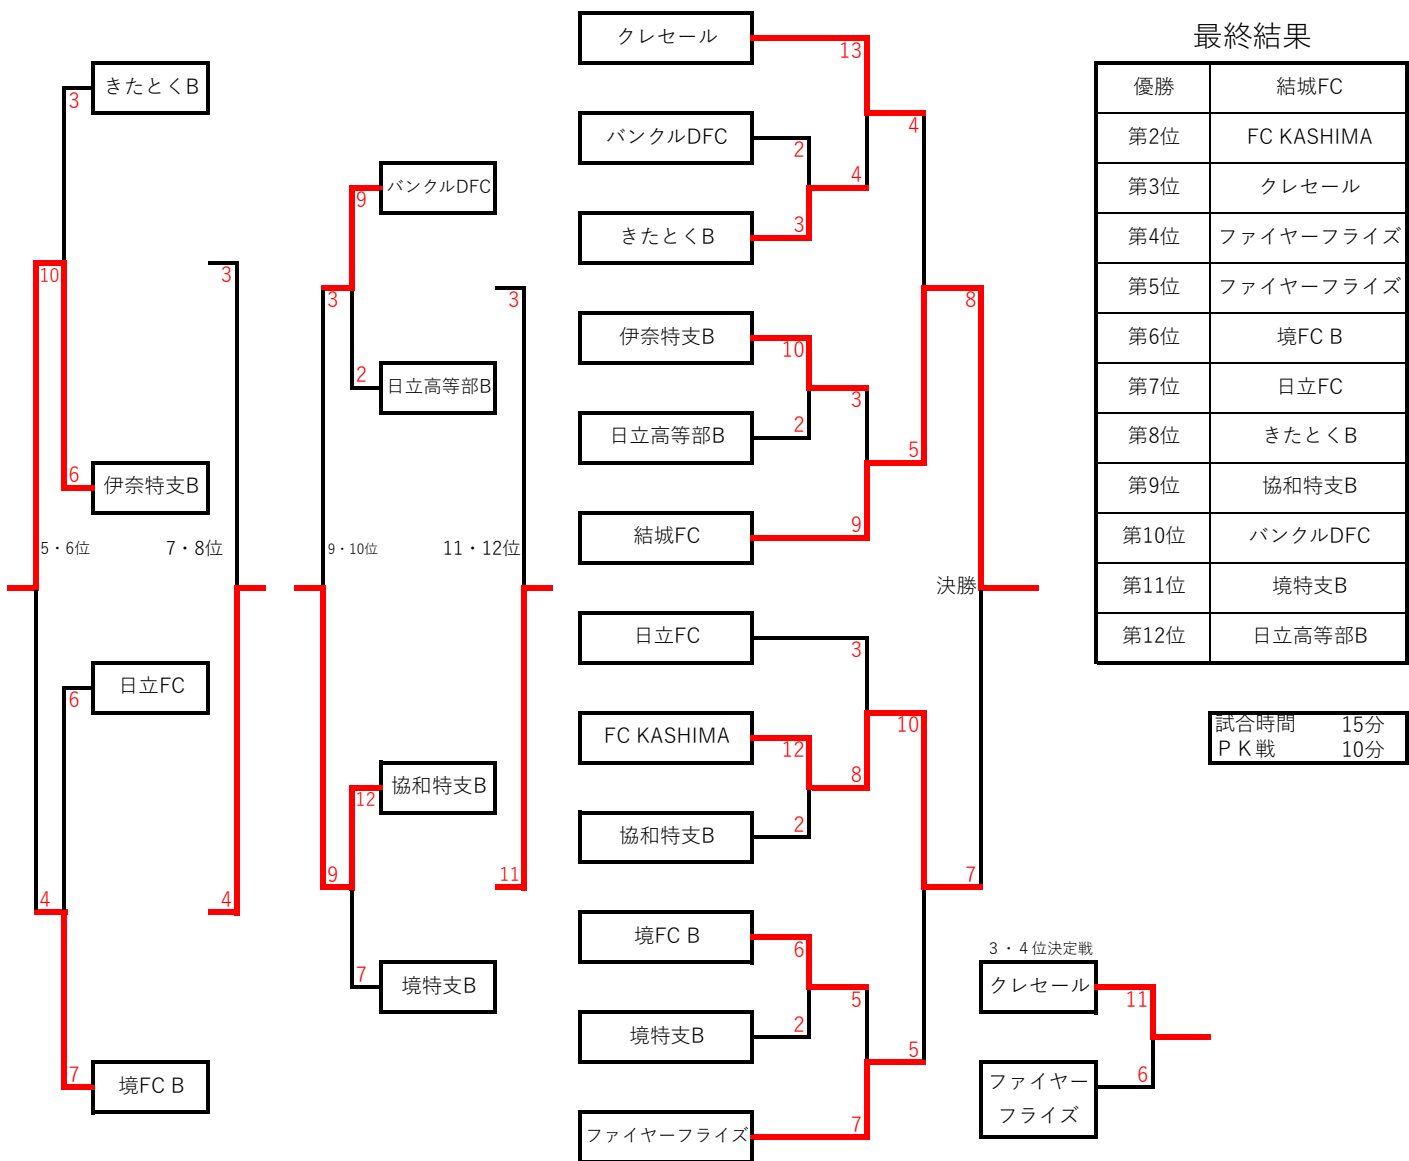 最終結果
優勝 結城FC
第2位 FC KASHIMA
第3位 クレセール
第4位 ファイヤーフライズ
第5位 ファイヤーフライズ
第6位 境FC B
第7位 日立FC
第8位 きたとくB
第9位 協和特支B
第10位 バンクルDFC
第11位 境特支B
第12位 日立高等部B
試合時間 15分
PK戦 10分
きたとくB
3
10
6
伊奈特支B
5・6位
日立FC
6
4
7
境FC B
3
7・8位
4
バンクルDFC
9
3
2
日立高等部B
9・10位
協和特支B
12
9
7
境特支B
3
11・12位
11
クレセール
13
4
バンクルDFC
2
4
きたとくB
3
8
伊奈特支B
10
3
日立高等部B
2
5
結城FC
9
決勝
日立FC
3
10
FC KASHIMA
12
8
協和特支B
2
7
境FC B
6
5
境特支B
2
5
ファイヤーフライズ
7
3・4位決定戦
クレセール
11
ファイヤー
フライズ
6